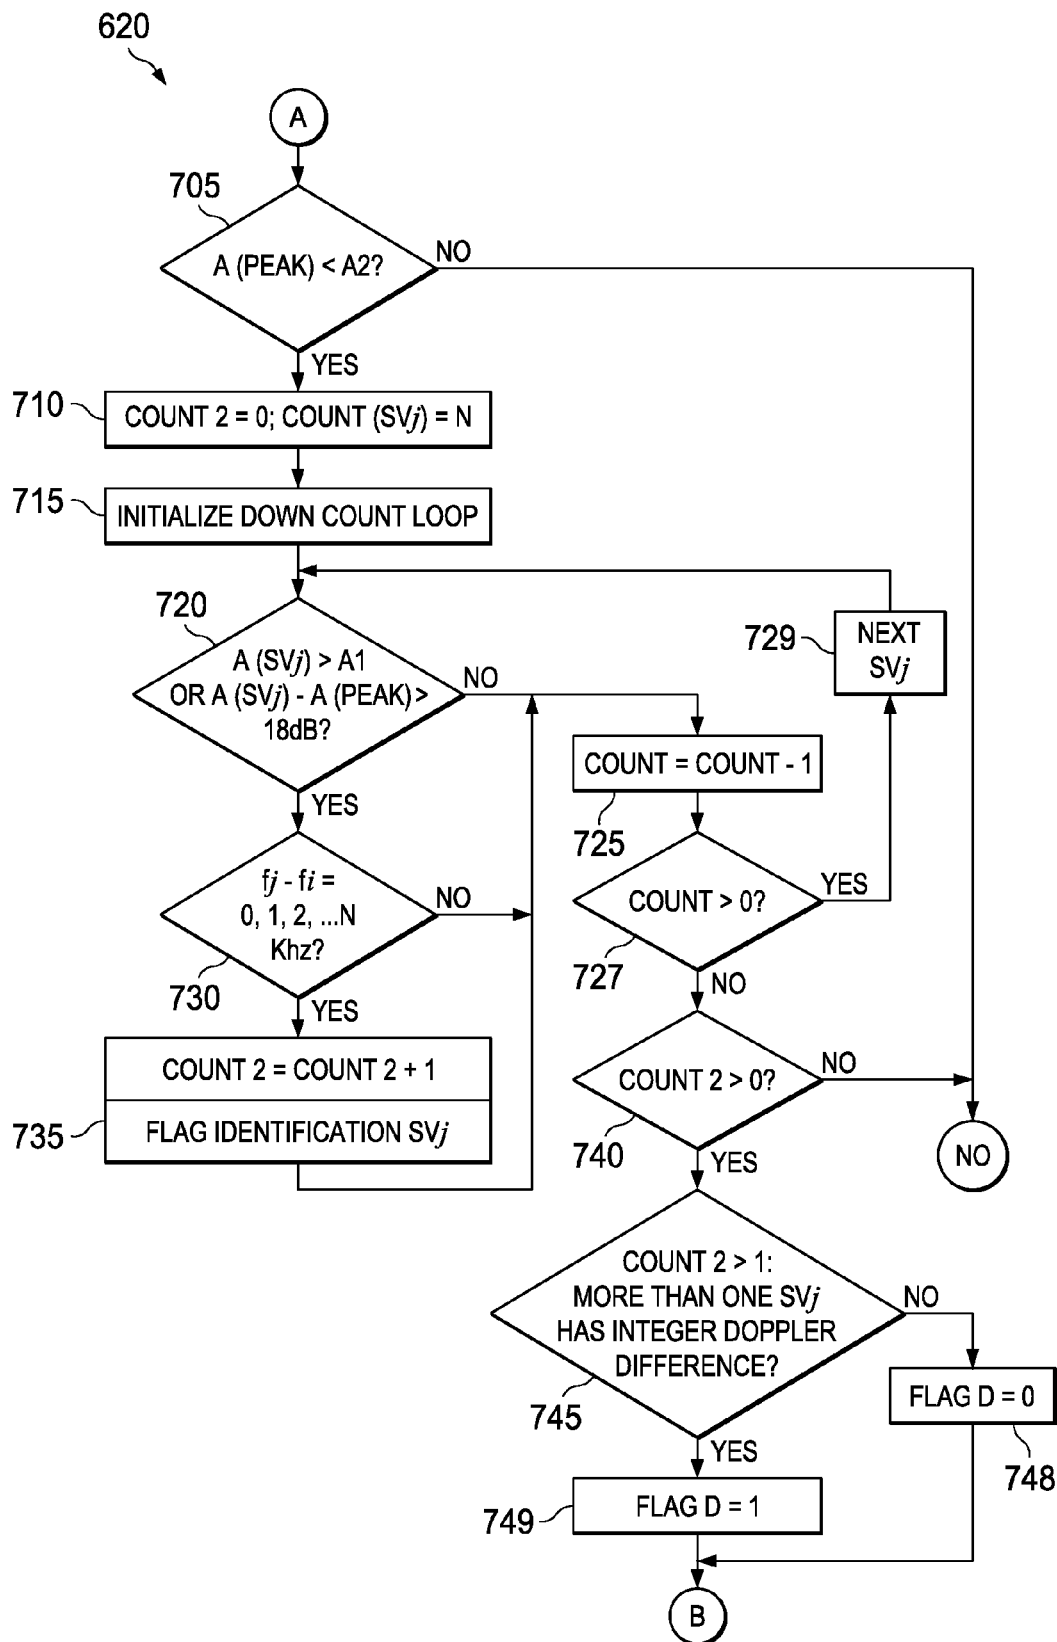 620
A
705
A (PEAK) < A2?
NO
YES
710
COUNT 2 = 0; COUNT (SVj) = N
715
INITIALIZE DOWN COUNT LOOP
720
A (SVj) > A1
OR A (SVj) - A (PEAK) >
18dB?
NO
YES
729
NEXT
SVj
COUNT = COUNT - 1
725
COUNT > 0?
YES
727
NO
fj - fi =
0, 1, 2, ...N
Khz?
NO
730
YES
COUNT 2 = COUNT 2 + 1
735
FLAG IDENTIFICATION SVj
COUNT 2 > 0?
NO
740
YES
NO
COUNT 2 > 1:
MORE THAN ONE SVj
HAS INTEGER DOPPLER
DIFFERENCE?
NO
745
YES
FLAG D = 0
748
749
FLAG D = 1
B